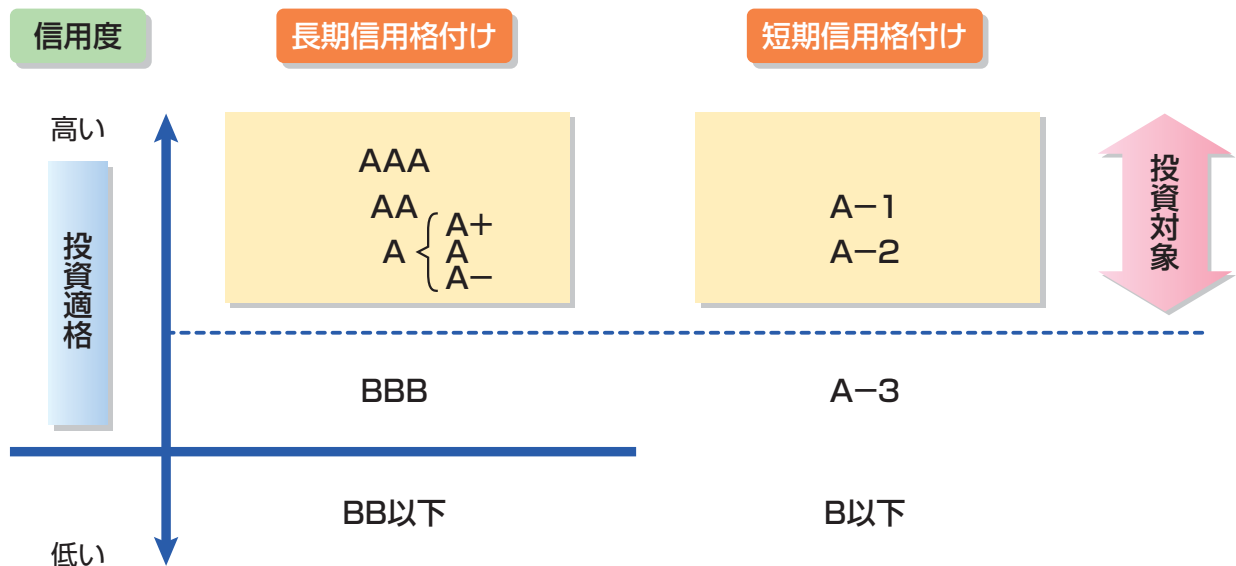 信用度
長期信用格付け
短期信用格付け
高い
投資適格
AAA
AA
A
A+
A
A−
A−1
A−2
投資対象
BBB
A−3
BB以下
B以下
低い